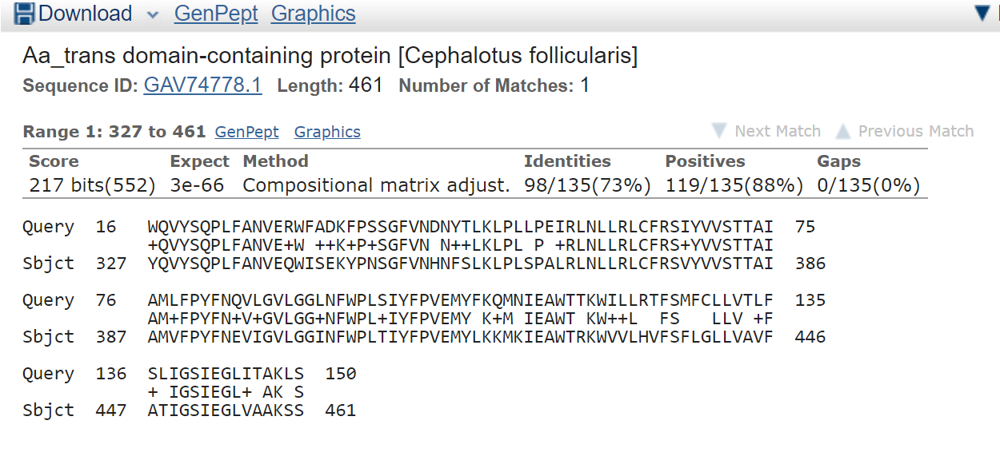 Download GenPept Graphics
Aa_trans domain-containing protein [Cephalotus follicularis]
Sequence ID: GAV74778.1 Length: 461 Number of Matches: 1
Range 1: 327 to 461 GenPept Graphics Next Match Previous Match
Score Expect Method Identities Positives Gaps
217 bits(552) 3e-66 Compositional matrix adjust. 98/135(73%) 119/135(88%) 0/135(0%)
Query 16 WQVYSQPLFANVERWFADKFPSSGFVNDNYTLKLPLLPEIRLNLLRLCFRSIYVVSTTAI 75
+QVYSQPLFANVE+W ++K+P+SGFVN N++LKLPL P +RLNLLRLCFRS+YVVSTTAI
Sbjct 327 YQVYSQPLFANVEQWISEKYPNSGFVNHNFSLKLPLSPALRLNLLRLCFRSVYVVSTTAI 386
Query 76 AMLFPYFNQVLGVLGGLNFWPLSIYFPVEMYFKQMNIEAWTTKWILLRTFSMFCLLVTLF 135
AM+FPYFN+V+GVLGG+NFWPL+IYFPVEMY K+M IEAWT KW++L FS LLV +F
Sbjct 387 AMVFPYFNEVIGVLGGINFWPLTIYFPVEMYLKKMKIEAWTRKWVVLHVFSFLGLLVAVF 446
Query 136 SLIGSIEGLITAKLS 150
+ IGSIEGL+ AK S
Sbjct 447 ATIGSIEGLVAAKSS 461